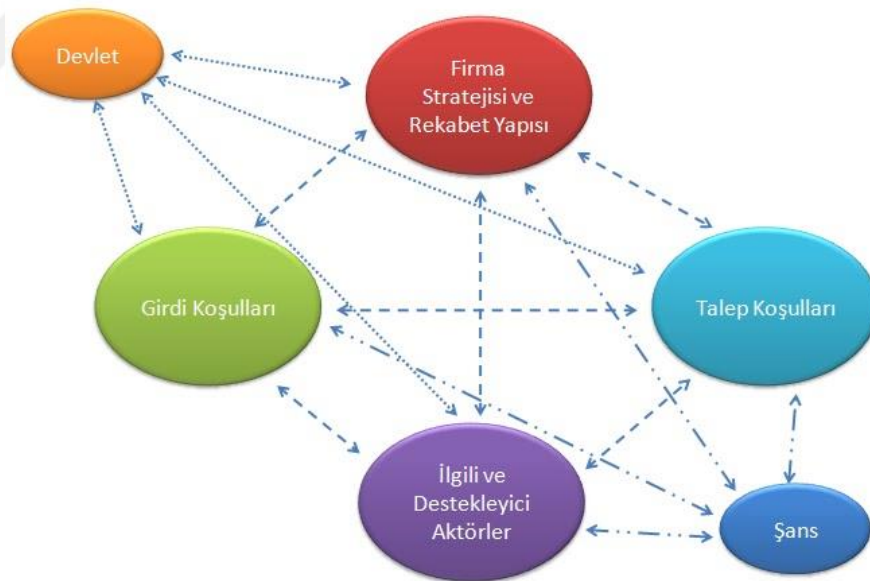 Devlet
Firma
Stratejisi ve
Rekabet Yapısı
Girdi Koşulları
Talep Koşulları
İlgili ve
Destekleyici
Aktörler
Şans